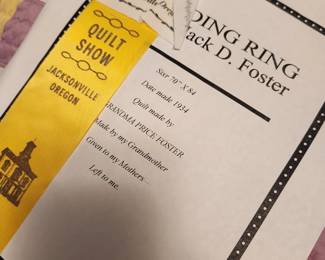 QUILT
SHOW
JACKSONVILLE
OREGON
DING RING
ack D. Foster
Size 70" X 84
Date made 1934
Quilt made by
GRANDMA PRICE FOSTER
Made by my Grandmother
Given to my Mothers
Left to me.